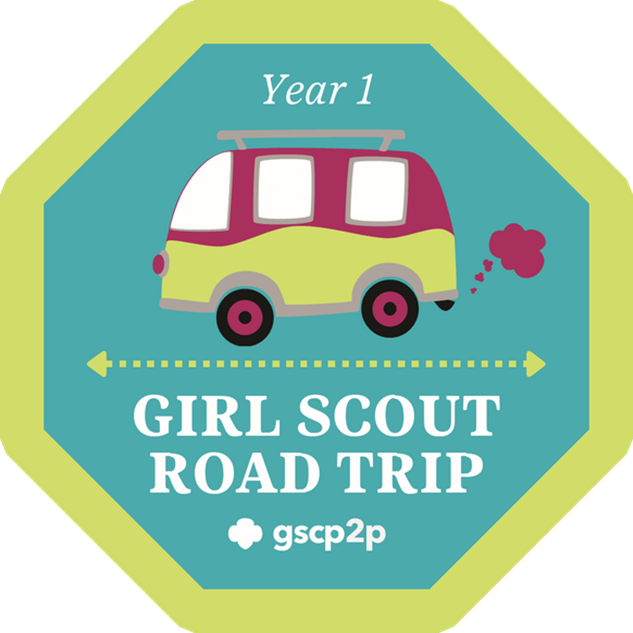 Year 1
GIRL SCOUT
ROAD TRIP
gscp2p